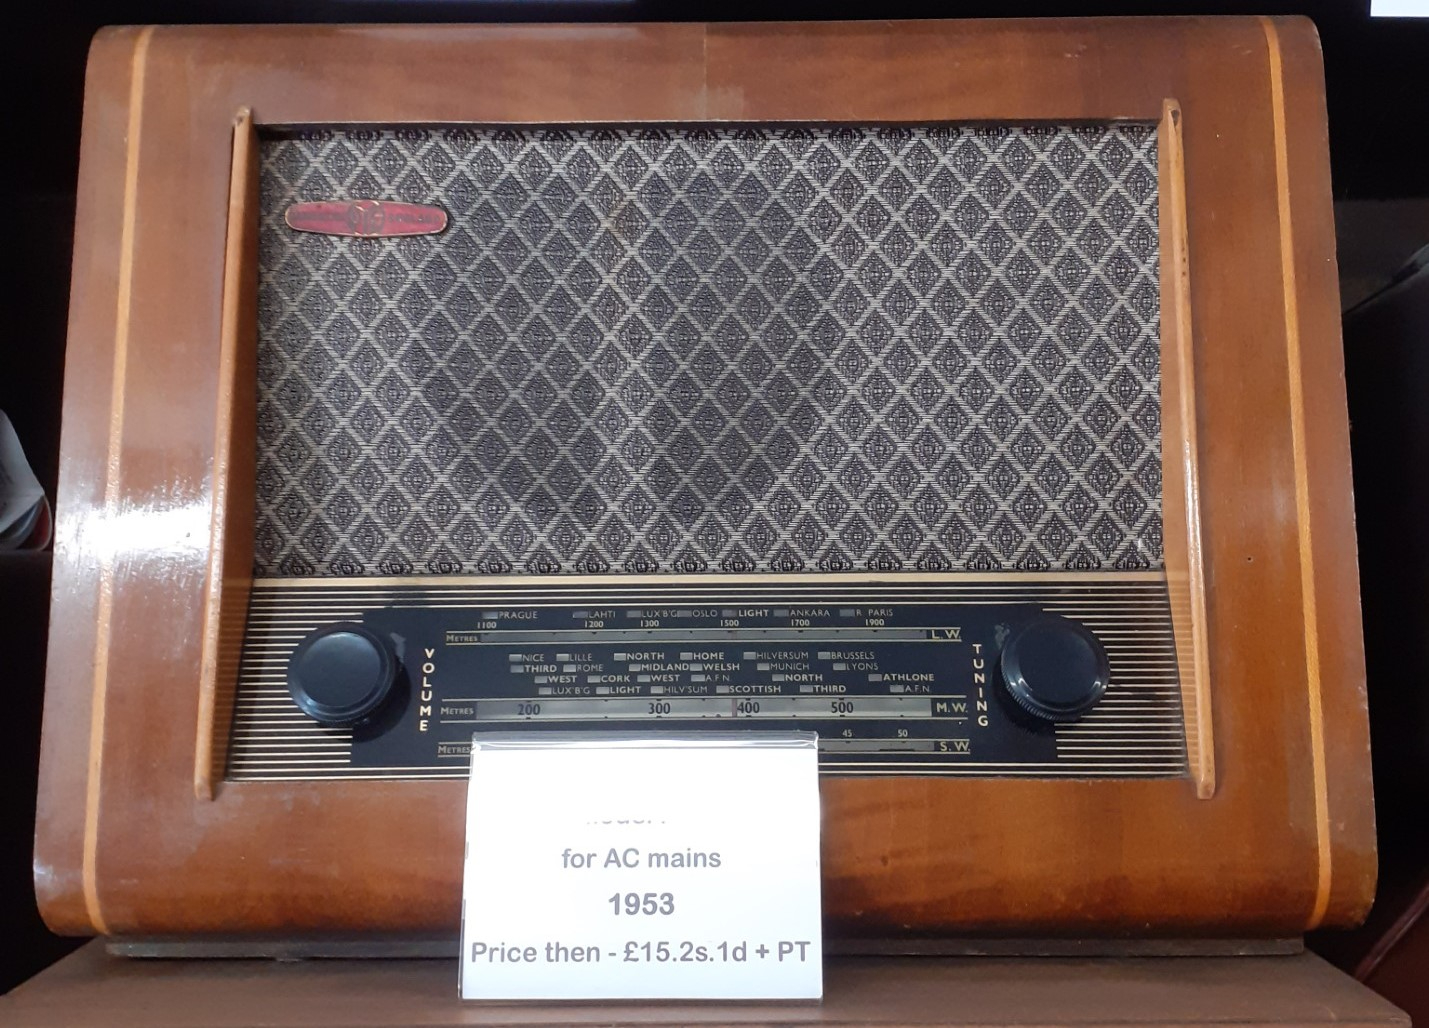 PRAGUE LAHTI LUX'B'G OSLO LIGHT ANKARA R PARIS
1100 1200 1300 1500 1700 1900
METRES L.W.
NICE LILLE NORTH HOME HILVERSUM BRUSSELS
THIRD ROME MIDLAND WELSH MUNICH LYONS
WEST CORK WEST A.F.N. NORTH ATHLONE
LUX'B'G LIGHT HILV'SUM SCOTTISH THIRD A.F.N.
METRES 200 300 400 500 M.W.
45 50
METRES S.W.
VOLUME
TUNING
for AC mains
1953
Price then - £15.2s.1d + PT